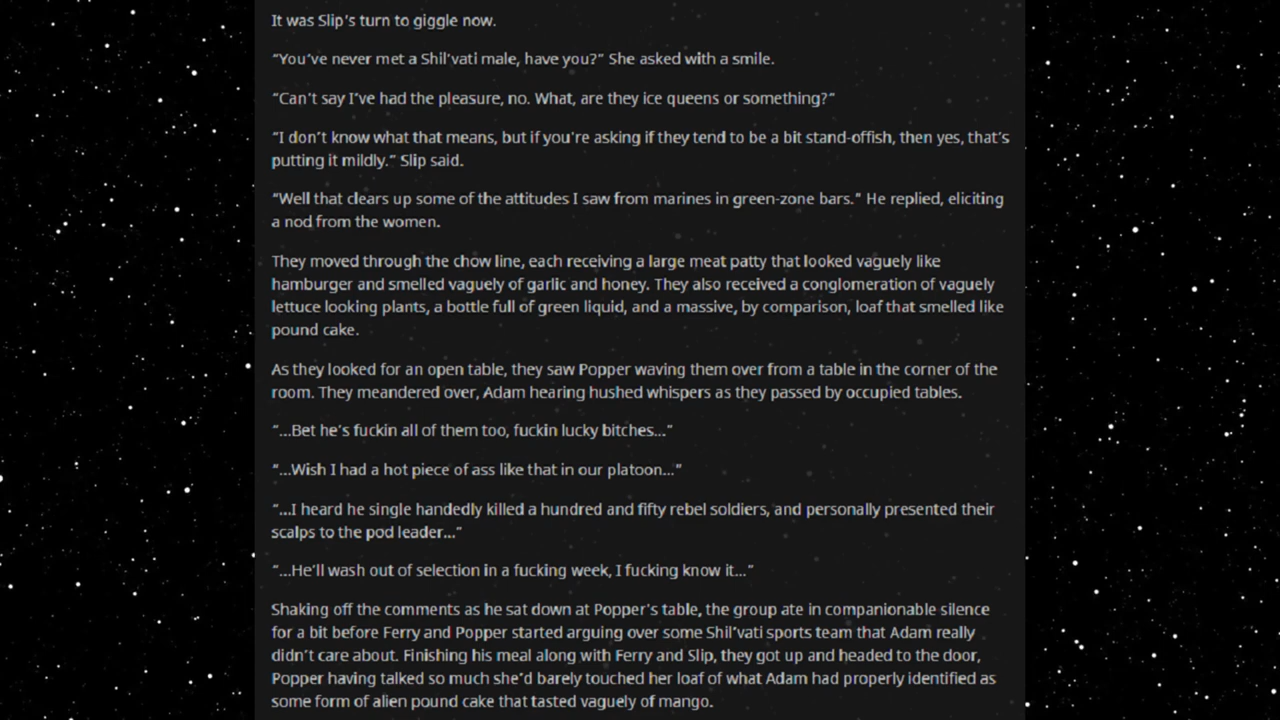 It was Slip's turn to giggle now.
“You've never met a Shil'vati male, have you?” She asked with a smile.
“Can't say I've had the pleasure, no. What, are they ice queens or something?”
“I don't know what that means, but if you're asking if they tend to be a bit stand-offish, then yes, that's
putting it mildly.” Slip said.
“Well that clears up some of the attitudes I saw from marines in green-zone bars.” He replied, eliciting
a nod from the women.
They moved through the chow line, each receiving a large meat patty that looked vaguely like
hamburger and smelled vaguely of garlic and honey. They also received a conglomeration of vaguely
lettuce looking plants, a bottle full of green liquid, and a massive, by comparison, loaf that smelled like
pound cake.
As they looked for an open table, they saw Popper waving them over from a table in the corner of the
room. They meandered over, Adam hearing hushed whispers as they passed by occupied tables.
“…Bet he's fuckin all of them too, fuckin lucky bitches…”
“…Wish I had a hot piece of ass like that in our platoon…”
“…I heard he single handedly killed a hundred and fifty rebel soldiers, and personally presented their
scalps to the pod leader…”
“…He'll wash out of selection in a fucking week, I fucking know it…”
Shaking off the comments as he sat down at Popper's table, the group ate in companionable silence
for a bit before Ferry and Popper started arguing over some Shil'vati sports team that Adam really
didn't care about. Finishing his meal along with Ferry and Slip, they got up and headed to the door,
Popper having talked so much she'd barely touched her loaf of what Adam had properly identified as
some form of alien pound cake that tasted vaguely of mango.